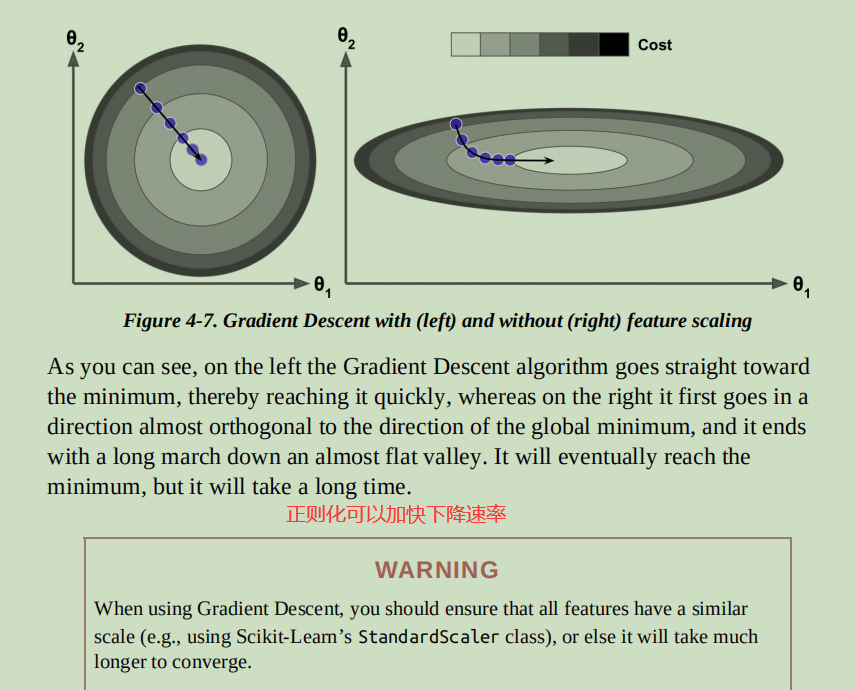 θ2
θ2
Cost
θ1
θ1
Figure 4-7. Gradient Descent with (left) and without (right) feature scaling
As you can see, on the left the Gradient Descent algorithm goes straight toward
the minimum, thereby reaching it quickly, whereas on the right it first goes in a
direction almost orthogonal to the direction of the global minimum, and it ends
with a long march down an almost flat valley. It will eventually reach the
minimum, but it will take a long time.
正则化可以加快下降速率
WARNING
When using Gradient Descent, you should ensure that all features have a similar
scale (e.g., using Scikit-Learn’s StandardScaler class), or else it will take much
longer to converge.